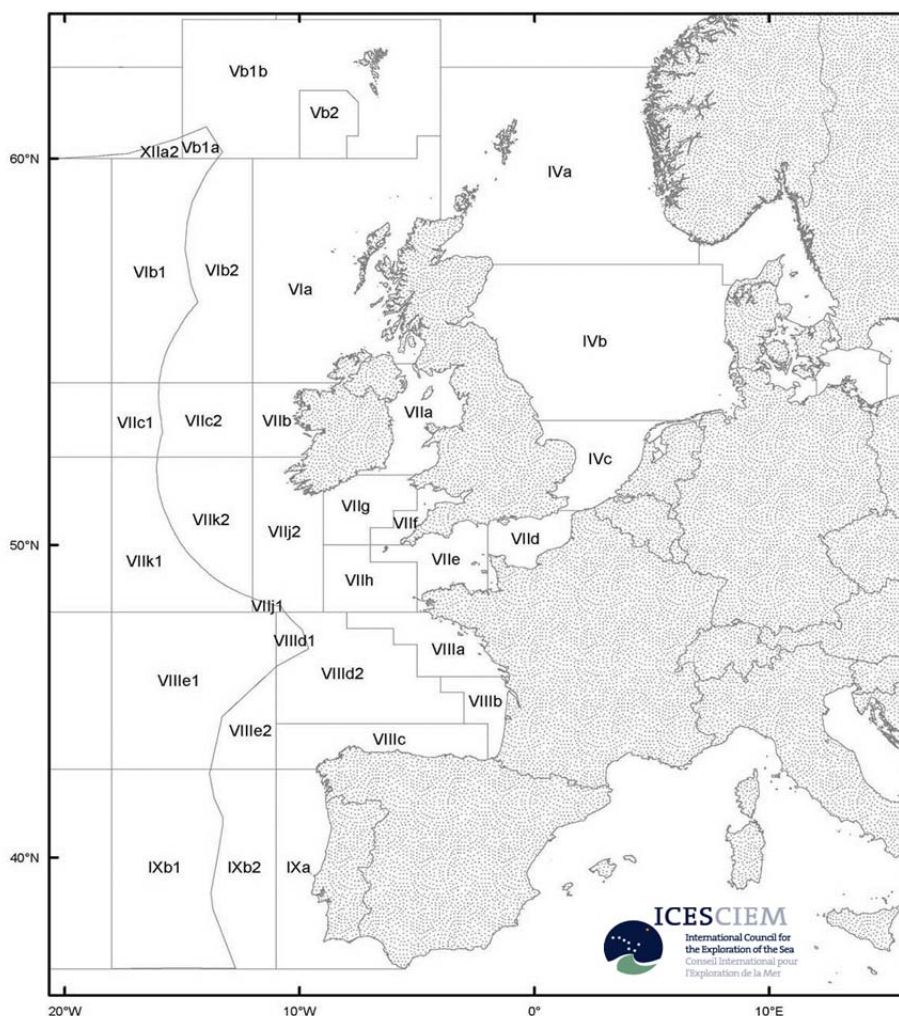 Vb1b
Vb2
60°N
XIIa2
Vb1a
IVa
VIb1
VIb2
VIa
IVb
VIIc1
VIIc2
VIIb
VIIa
IVc
VIIg
VIIf
VIIk2
VIIj2
VIId
50°N
VIIk1
VIIe
VIIh
VIIj1
VIIId1
VIIIa
VIIIe1
VIIId2
VIIIb
VIIIe2
VIIIc
40°N
IXb1
IXb2
IXa
ICESCIEM
International Council for
the Exploration of the Sea
Conseil International pour
l'Exploration de la Mer
20°W
10°W
0°
10°E